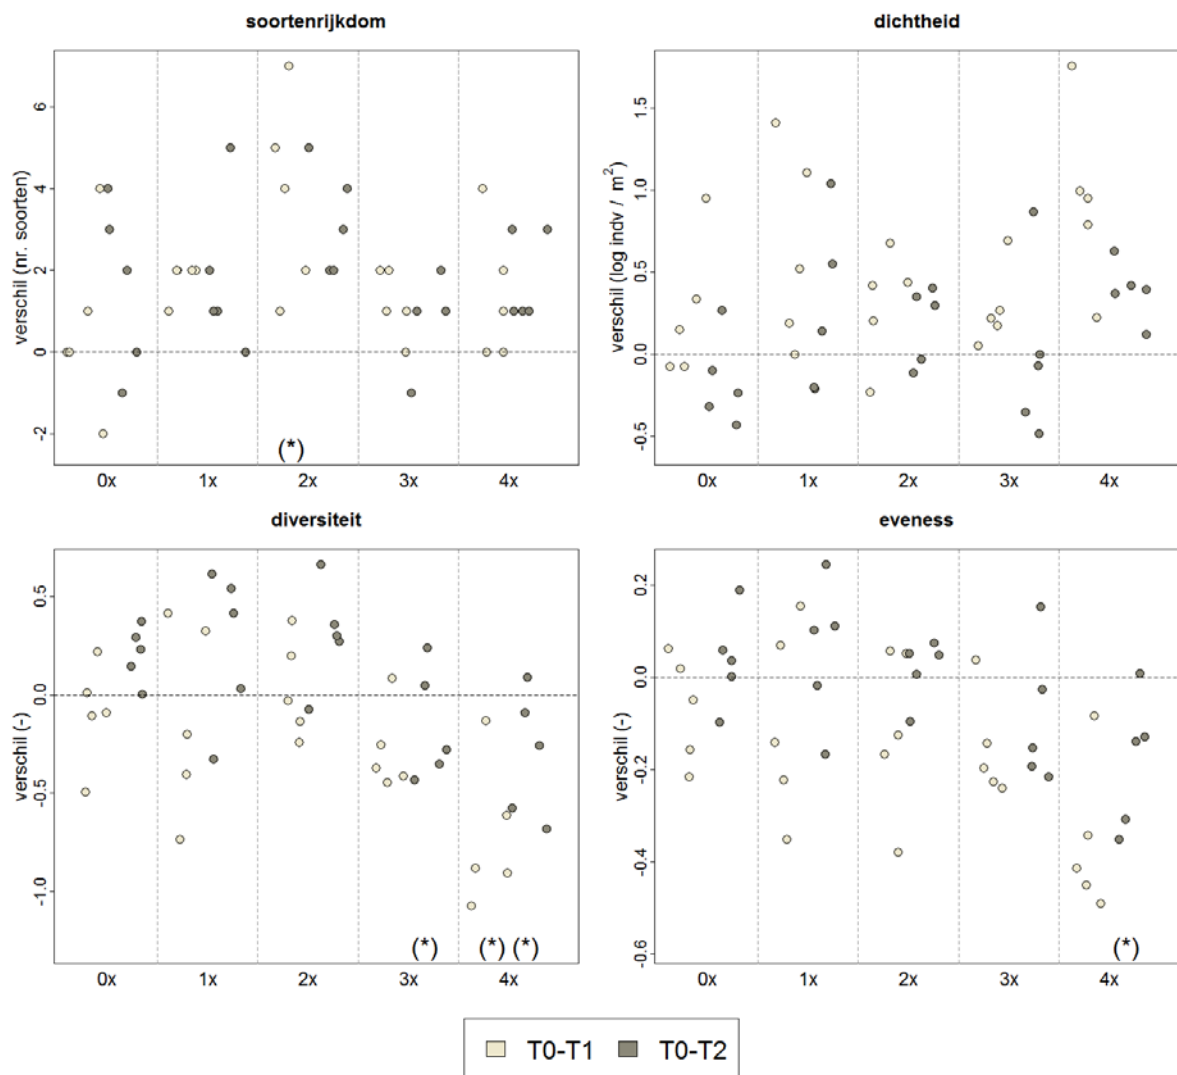 soortenrijkdom
verschil (nr. soorten)
6
4
2
0
-2
(*)
0x 1x 2x 3x 4x
dichtheid
verschil (log indv / m²)
1.5
1.0
0.5
0.0
-0.5
0x 1x 2x 3x 4x
diversiteit
verschil (-)
0.5
0.0
-0.5
-1.0
(*) (*) (*)
0x 1x 2x 3x 4x
eveness
verschil (-)
0.2
0.0
-0.2
-0.4
-0.6
(*)
0x 1x 2x 3x 4x
T0-T1 T0-T2